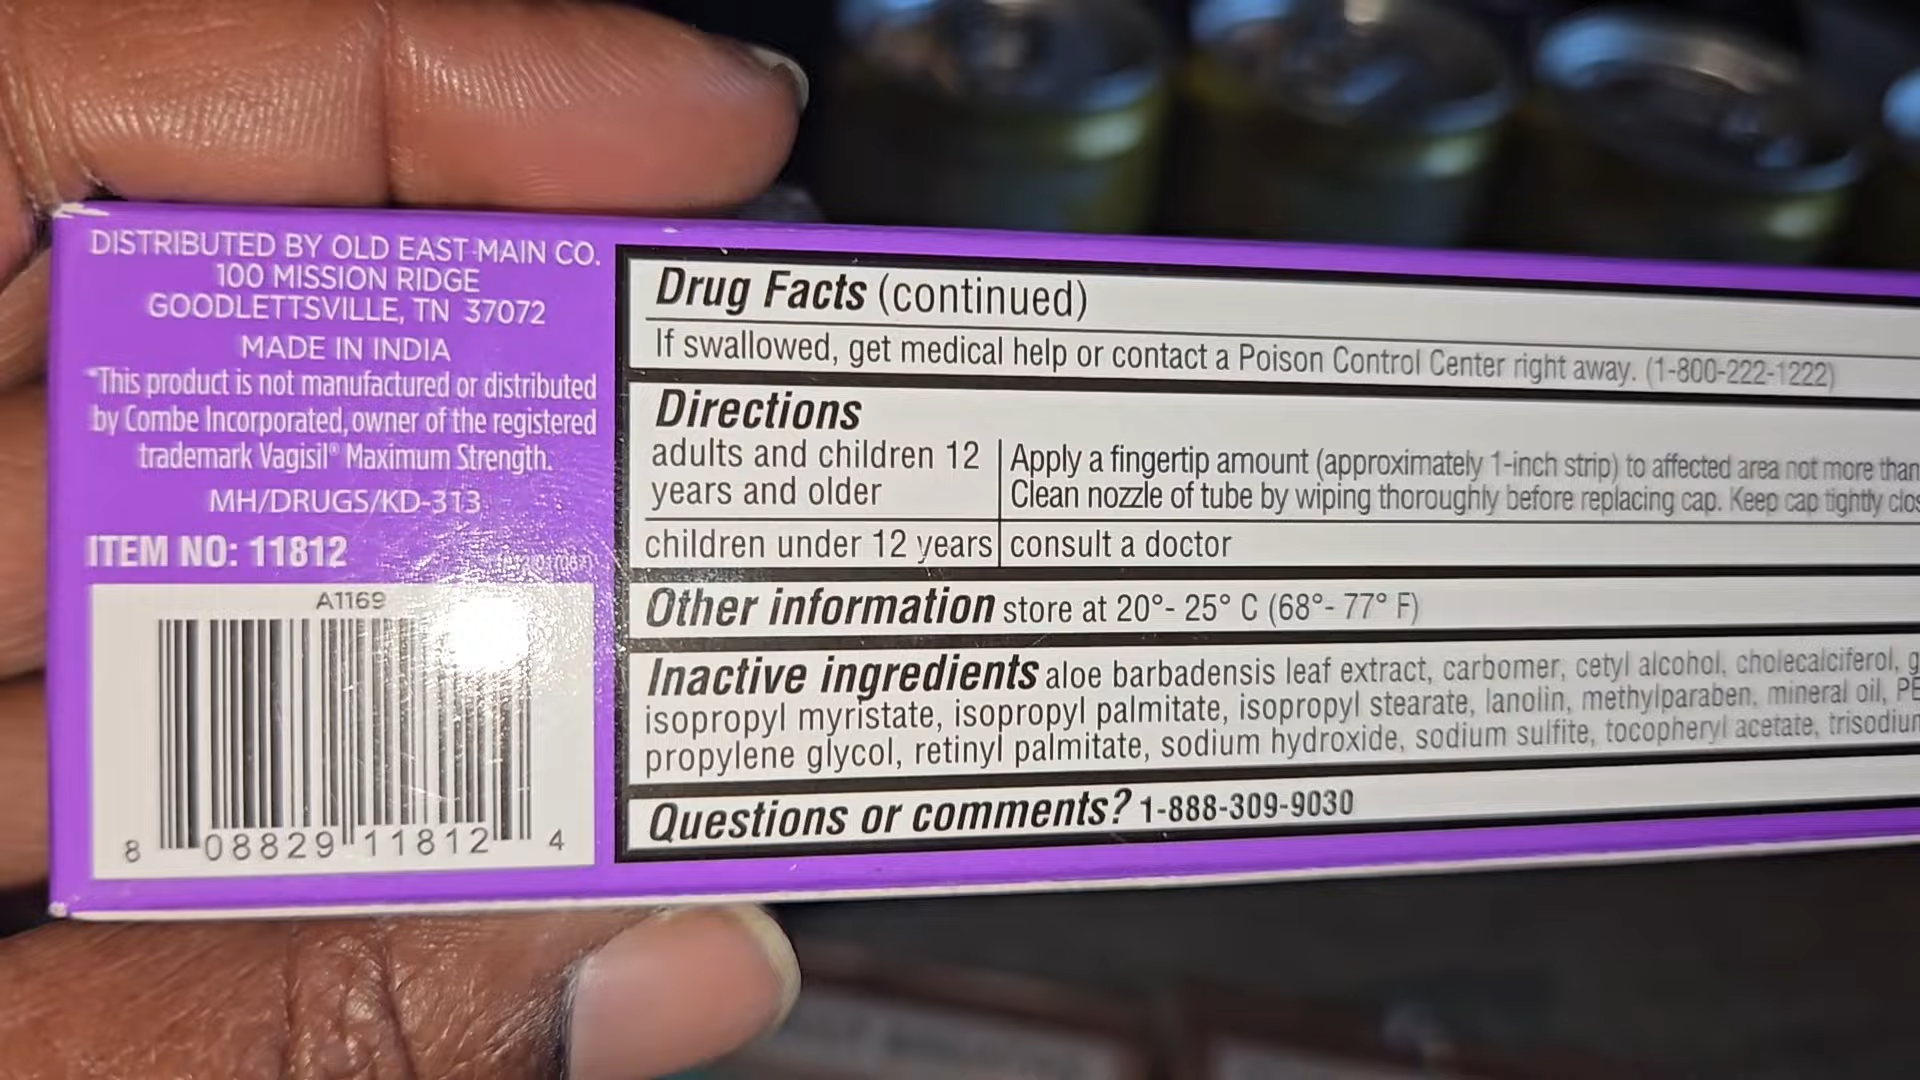 DISTRIBUTED BY OLD EAST MAIN CO.
100 MISSION RIDGE
GOODLETTSVILLE, TN 37072
MADE IN INDIA
*This product is not manufactured or distributed
by Combe Incorporated, owner of the registered
trademark Vagisil® Maximum Strength.
MH/DRUGS/KD-313
ITEM NO: 11812
A1169
8 08829 11812 4
Drug Facts (continued)
If swallowed, get medical help or contact a Poison Control Center right away. (1-800-222-1222)
Directions
adults and children 12 years and older
Apply a fingertip amount (approximately 1-inch strip) to affected area not more than
Clean nozzle of tube by wiping thoroughly before replacing cap. Keep cap tightly
children under 12 years consult a doctor
Other information store at 20°- 25° C (68°- 77° F)
Inactive ingredients aloe barbadensis leaf extract, carbomer, cetyl alcohol, cholecalciferol,
isopropyl myristate, isopropyl palmitate, isopropyl stearate, lanolin, methylparaben, mineral oil,
propylene glycol, retinyl palmitate, sodium hydroxide, sodium sulfite, tocopheryl acetate,
Questions or comments? 1-888-309-9030